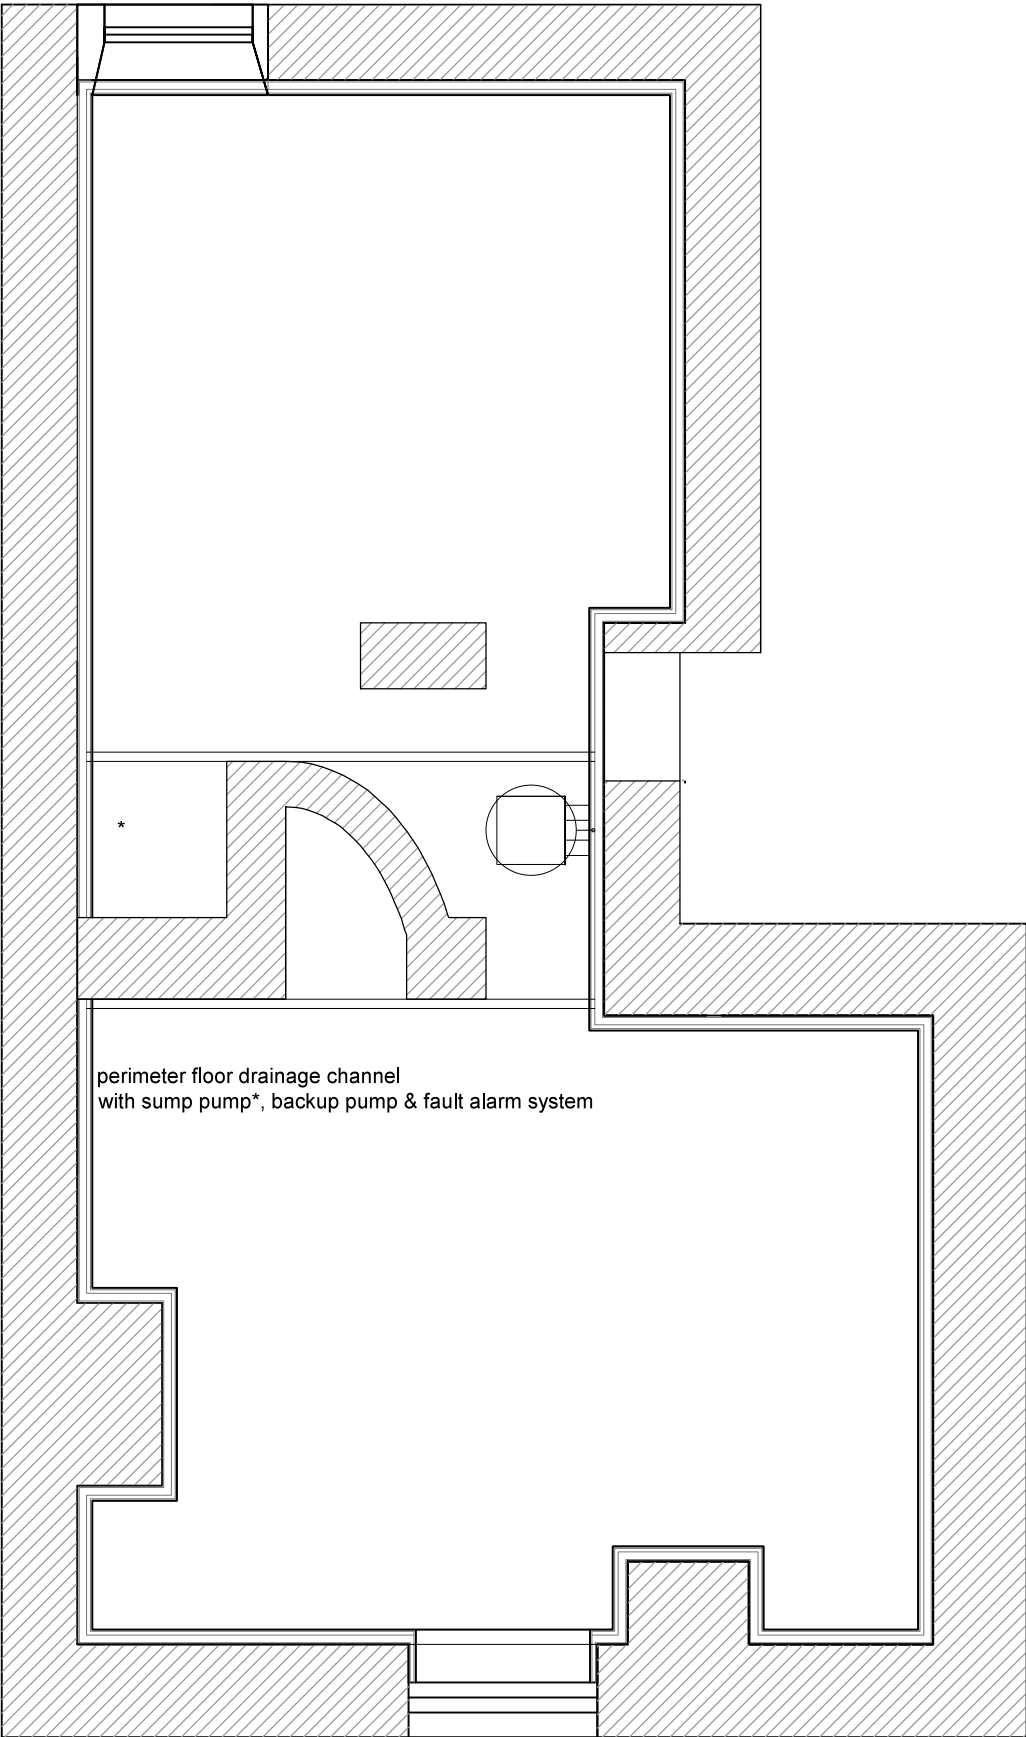 *
perimeter floor drainage channel
with sump pump*, backup pump & fault alarm system